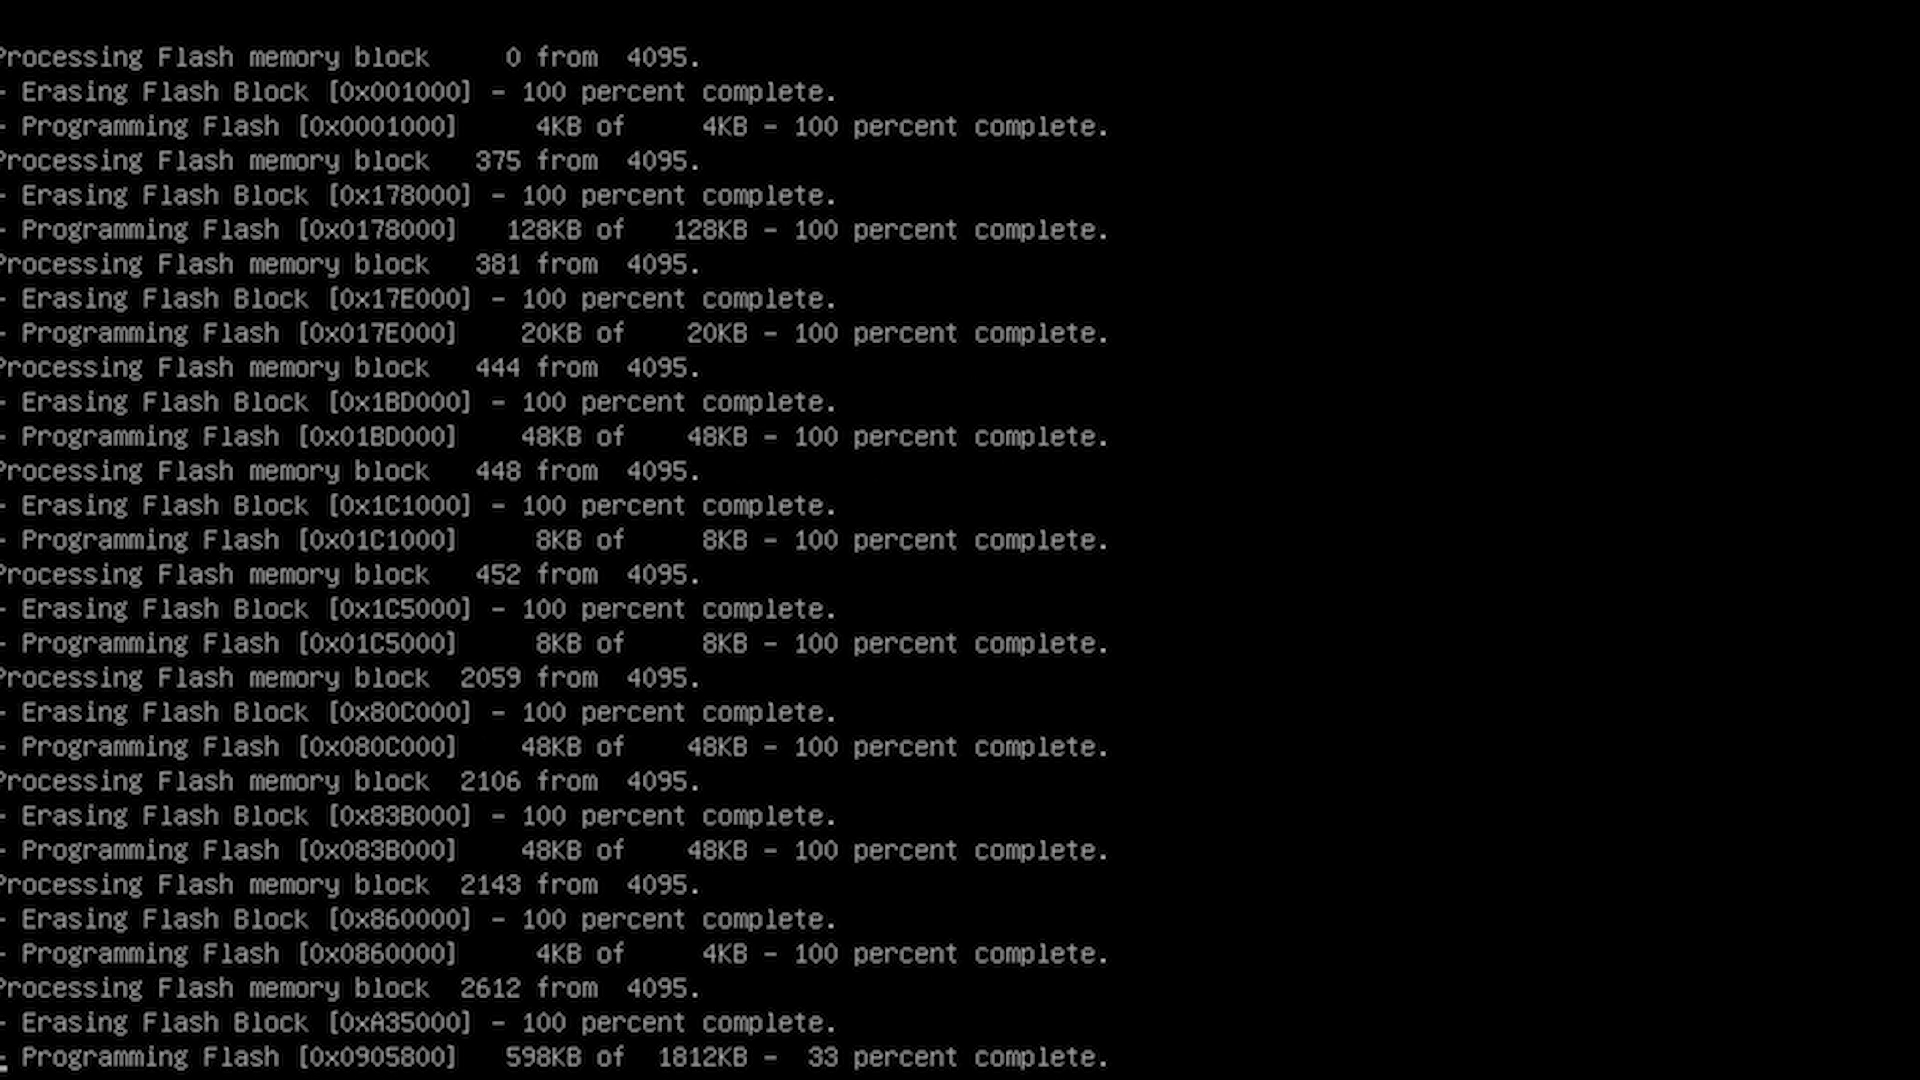 Processing Flash memory block     0 from  4095.
- Erasing Flash Block [0x001000] - 100 percent complete.
- Programming Flash [0x0001000]     4KB of     4KB - 100 percent complete.
Processing Flash memory block   375 from  4095.
- Erasing Flash Block [0x178000] - 100 percent complete.
- Programming Flash [0x0178000]   128KB of   128KB - 100 percent complete.
Processing Flash memory block   381 from  4095.
- Erasing Flash Block [0x17E000] - 100 percent complete.
- Programming Flash [0x017E000]    20KB of    20KB - 100 percent complete.
Processing Flash memory block   444 from  4095.
- Erasing Flash Block [0x1BD000] - 100 percent complete.
- Programming Flash [0x01BD000]    48KB of    48KB - 100 percent complete.
Processing Flash memory block   448 from  4095.
- Erasing Flash Block [0x1C1000] - 100 percent complete.
- Programming Flash [0x01C1000]     8KB of     8KB - 100 percent complete.
Processing Flash memory block   452 from  4095.
- Erasing Flash Block [0x1C5000] - 100 percent complete.
- Programming Flash [0x01C5000]     8KB of     8KB - 100 percent complete.
Processing Flash memory block  2059 from  4095.
- Erasing Flash Block [0x80C000] - 100 percent complete.
- Programming Flash [0x080C000]    48KB of    48KB - 100 percent complete.
Processing Flash memory block  2106 from  4095.
- Erasing Flash Block [0x83B000] - 100 percent complete.
- Programming Flash [0x083B000]    48KB of    48KB - 100 percent complete.
Processing Flash memory block  2143 from  4095.
- Erasing Flash Block [0x860000] - 100 percent complete.
- Programming Flash [0x0860000]     4KB of     4KB - 100 percent complete.
Processing Flash memory block  2612 from  4095.
- Erasing Flash Block [0xA35000] - 100 percent complete.
- Programming Flash [0x0905800]   598KB of  1812KB -  33 percent complete.